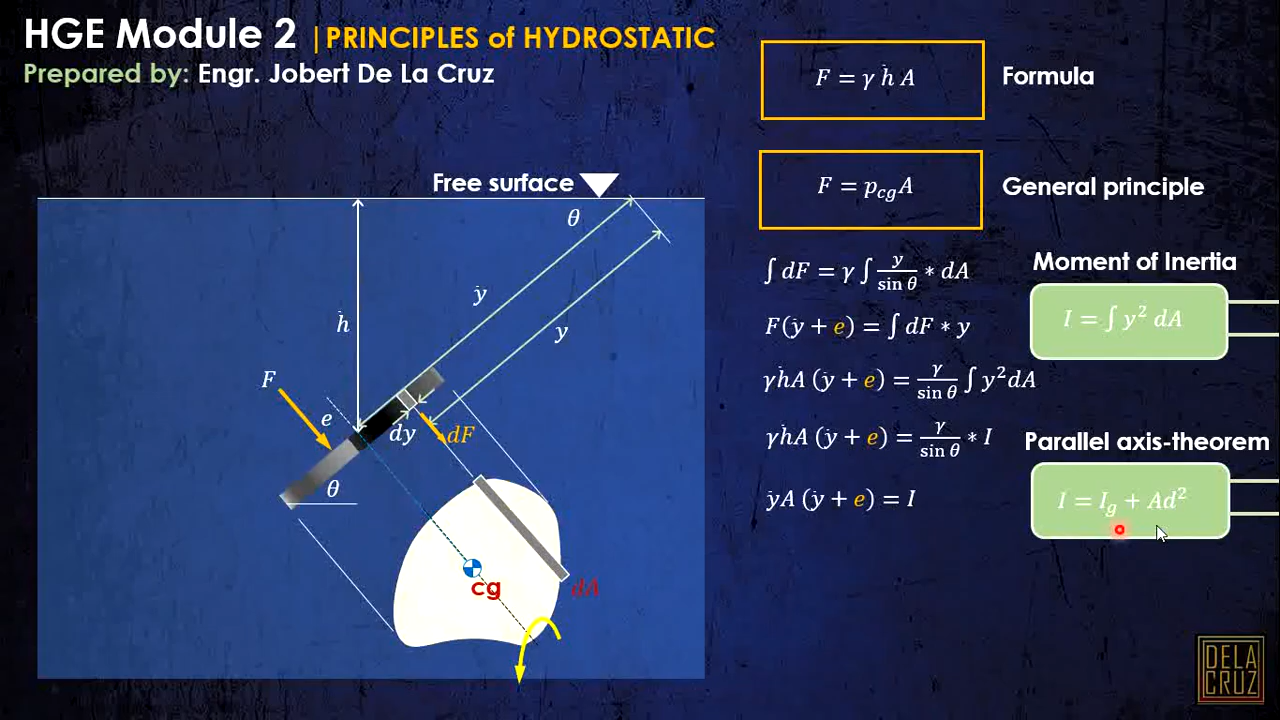 HGE Module 2 |PRINCIPLES of HYDROSTATIC
Prepared by: Engr. Jobert De La Cruz
F = γ h̄ A
Formula
F = p_cg A
General principle
Free surface
θ
ȳ
y
h̄
F
e
dy
dF
θ
cg
dA
∫ dF = γ ∫ y/sin θ * dA
F(ȳ + e) = ∫ dF * y
γh̄A (ȳ + e) = γ/sin θ ∫ y²dA
γh̄A (ȳ + e) = γ/sin θ * I
ȳA (ȳ + e) = I
Moment of Inertia
I = ∫ y² dA
Parallel axis-theorem
I = I_g + Ad²
DELA
CRUZ